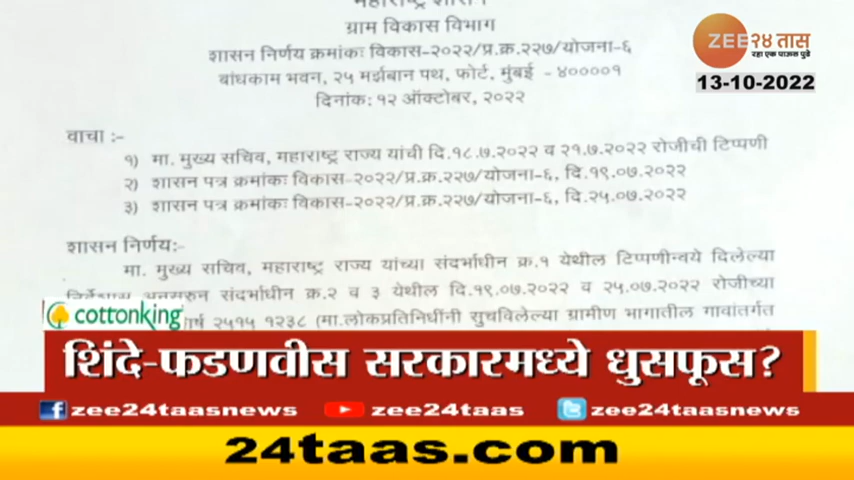 महाराष्ट्र शासन
ग्राम विकास विभाग
शासन निर्णय क्रमांकः विकास-२०२२/प्र.क्र.२२७/योजना-६
बांधकाम भवन, २५ मर्झबान पथ, फोर्ट, मुंबई - ४००००१
दिनांक: १२ ऑक्टोबर, २०२२
ZEE २४ तास
रहा एक पाऊल पुढे
13-10-2022
वाचा :-
१) मा. मुख्य सचिव, महाराष्ट्र राज्य यांची दि.१८.७.२०२२ व २१.७.२०२२ रोजीची टिप्पणी
२) शासन पत्र क्रमांकः विकास-२०२२/प्र.क्र.२२७/योजना-६, दि.१९.०७.२०२२
३) शासन पत्र क्रमांकः विकास-२०२२/प्र.क्र.२२७/योजना-६, दि.२५.०७.२०२२
शासन निर्णय:-
मा. मुख्य सचिव, महाराष्ट्र राज्य यांच्या संदर्भाधीन क्र.१ येथील टिप्पणीन्वये दिलेल्या
अनुसरुन संदर्भाधीन क्र.२ व ३ येथील दि.१९.०७.२०२२ व २५.०७.२०२२ रोजीच्या
२५१५ १२३८ (मा.लोकप्रतिनिधींनी सुचविलेल्या ग्रामीण भागातील गावांतर्गत
cottonking
शिंदे-फडणवीस सरकारमध्ये धुसफूस?
zee24taasnews
zee24taas
zee24taasnews
24taas.com